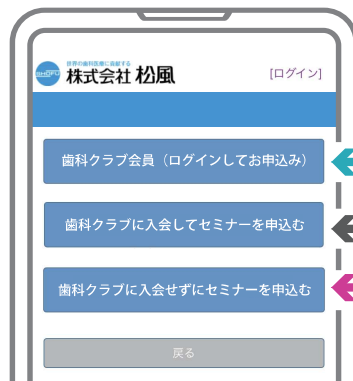 世界の歯科医療に貢献する
SHOFU 株式会社 松風
[ログイン]
歯科クラブ会員（ログインしてお申込み）
歯科クラブに入会してセミナーを申込む
歯科クラブに入会せずにセミナーを申込む
戻る